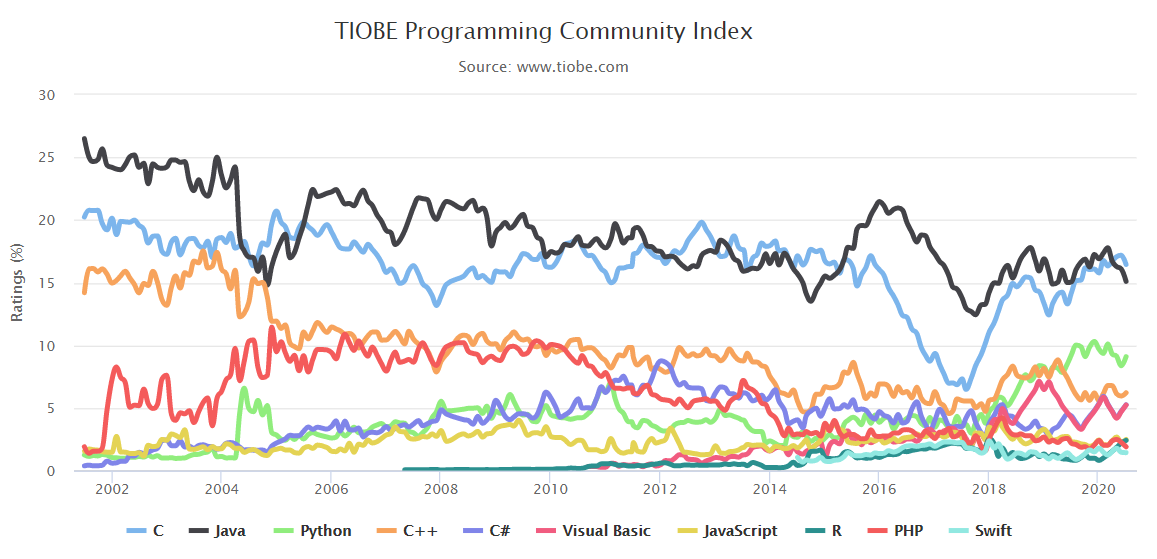 TIOBE Programming Community Index
Source: www.tiobe.com
Ratings (%)
30
25
20
15
10
5
0
2002 2004 2006 2008 2010 2012 2014 2016 2018 2020
C Java Python C++ C# Visual Basic JavaScript R PHP Swift